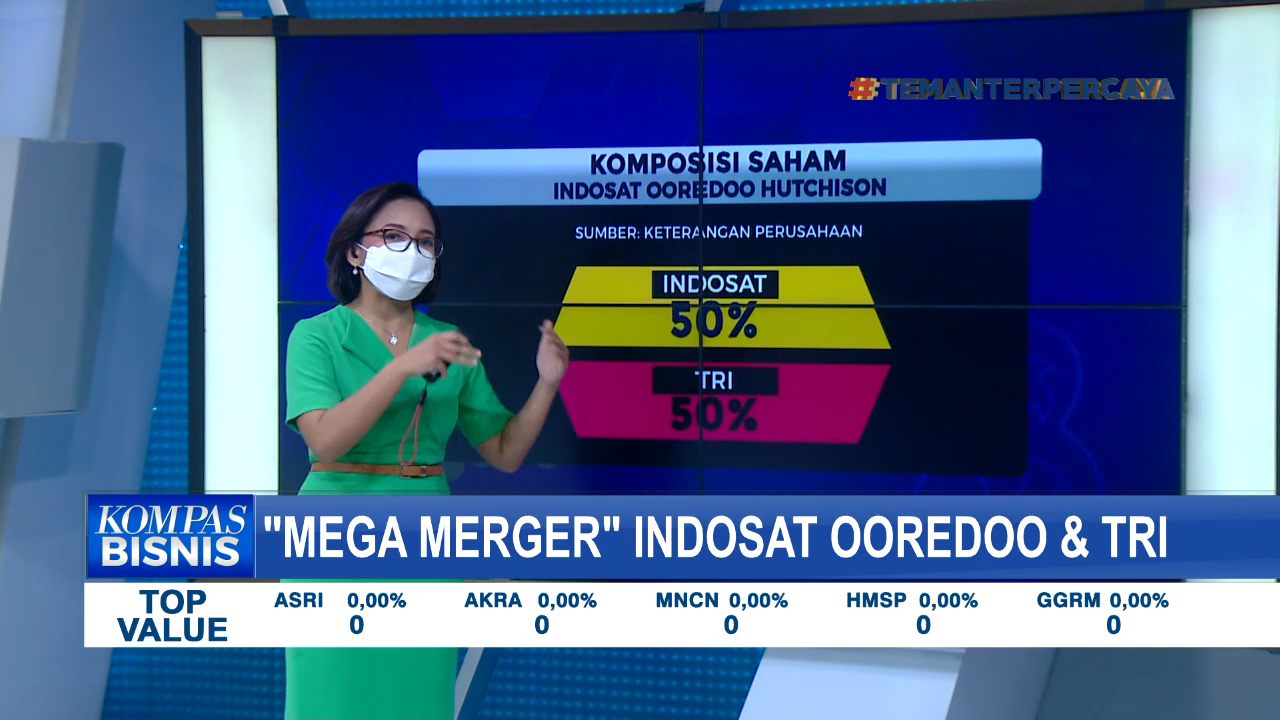 #TEMANTERPERCAYA
KOMPOSISI SAHAM
INDOSAT OOREDOO HUTCHISON
SUMBER: KETERANGAN PERUSAHAAN
INDOSAT
50%
TRI
50%
KOMPAS
BISNIS
"MEGA MERGER" INDOSAT OOREDOO & TRI
TOP
VALUE
ASRI 0,00% AKRA 0,00% MNCN 0,00% HMSP 0,00% GGRM 0,00%
0 0 0 0 0